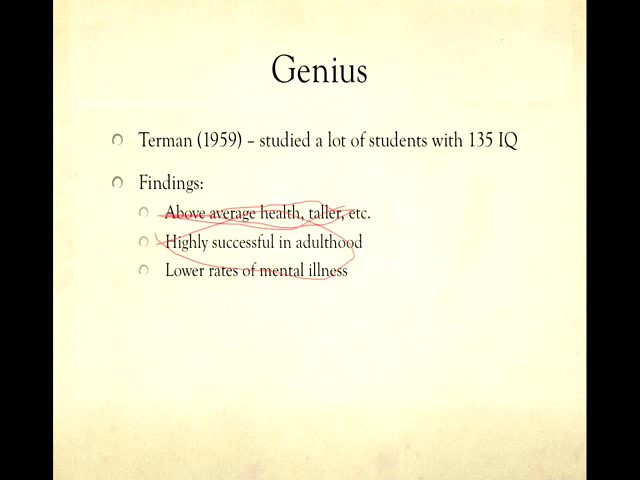 Genius
Terman (1959) – studied a lot of students with 135 IQ
Findings:
Above average health, taller, etc.
Highly successful in adulthood
Lower rates of mental illness